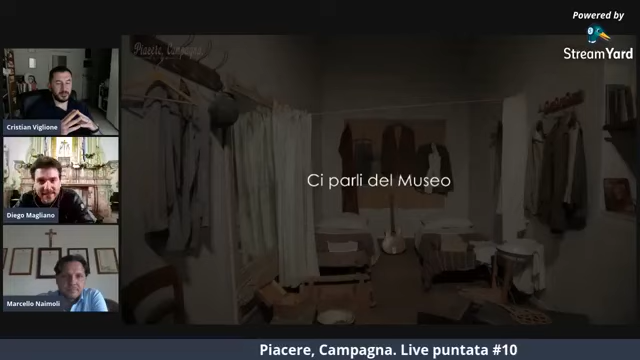 Powered by
StreamYard
Piacere, Campagna.
Cristian Viglione
Ci parli del Museo
Diego Magliano
Marcello Naimoli
Piacere, Campagna. Live puntata #10